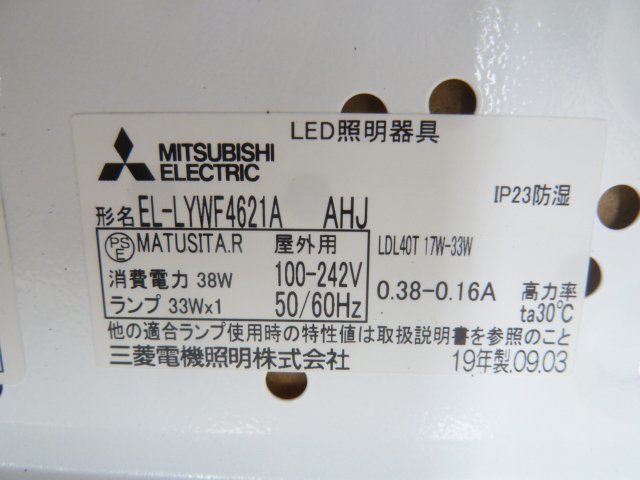 LED照明器具
MITSUBISHI
ELECTRIC
IP23防湿
形名 EL-LYWF4621A AHJ
PSE MATUSITA.R 屋外用 LDL40T 17W-33W
消費電力 38W 100-242V 0.38-0.16A 高力率
ランプ 33Wx1 50/60Hz ta30℃
他の適合ランプ使用時の特性値は取扱説明書を参照のこと
三菱電機照明株式会社 19年製.09.03